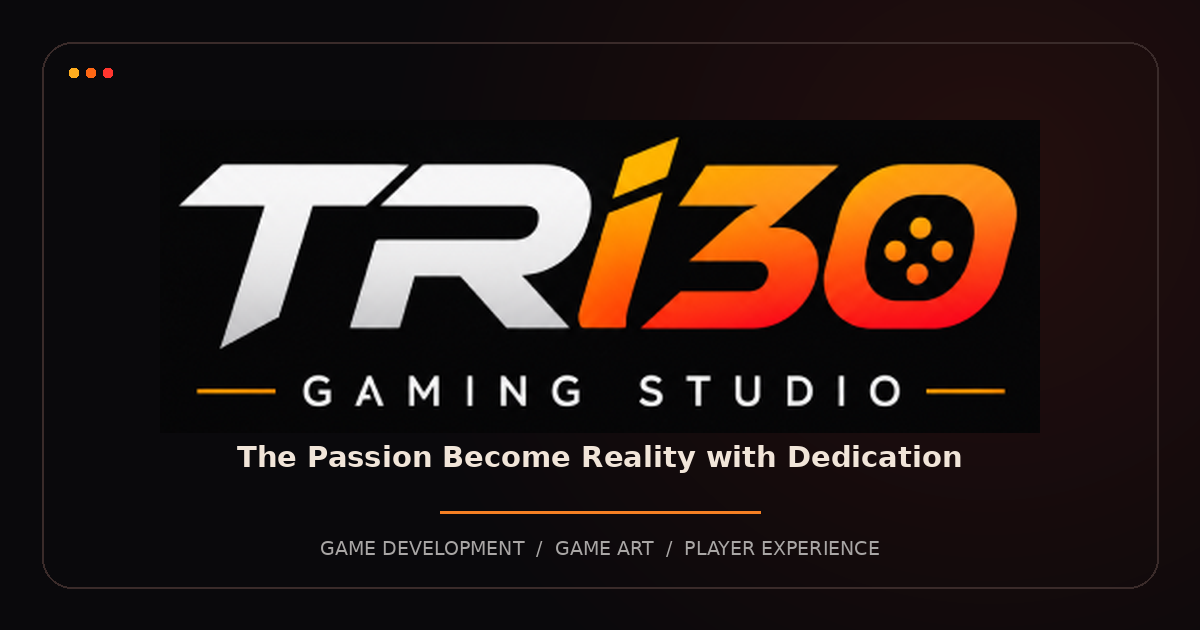 TRi30
GAMING STUDIO
The Passion Become Reality with Dedication
GAME DEVELOPMENT / GAME ART / PLAYER EXPERIENCE